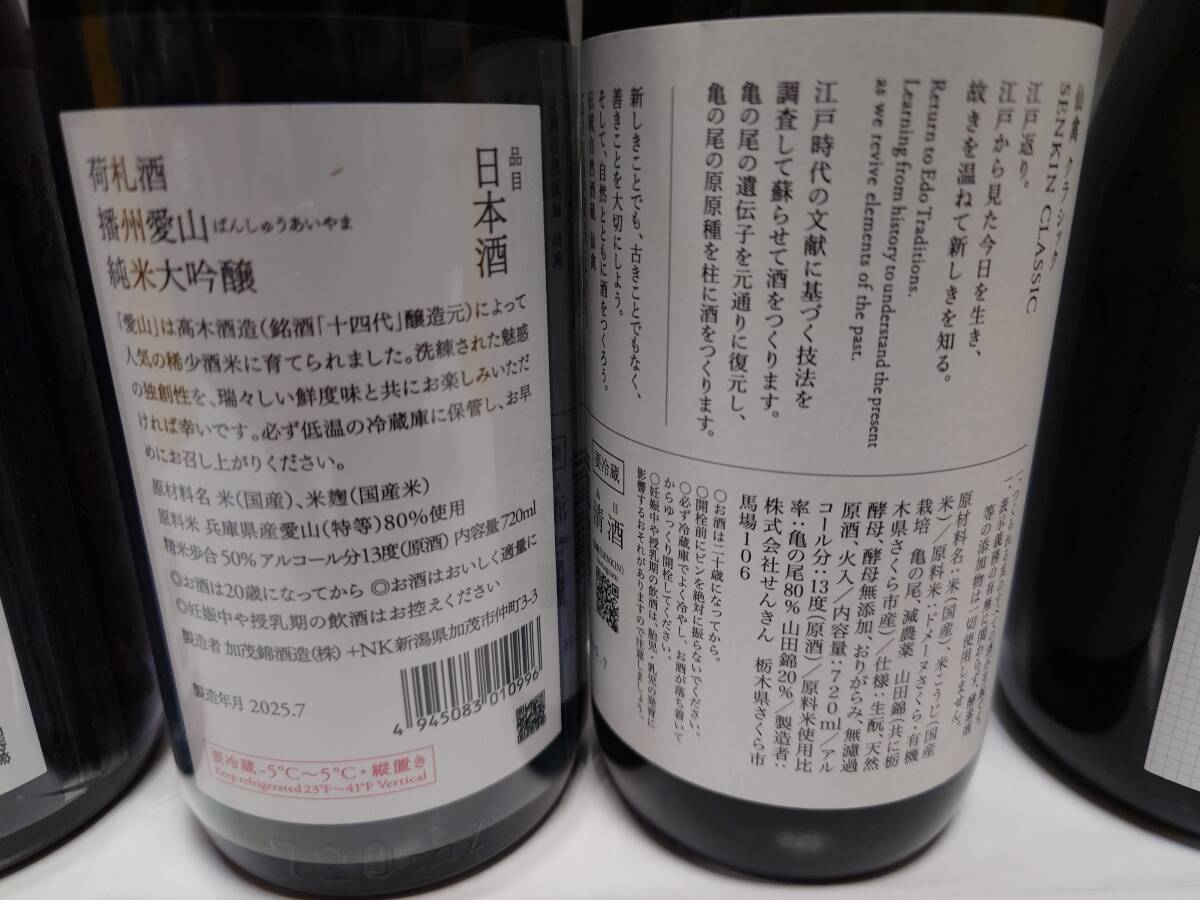 品目
日本酒
荷札酒
播州愛山 ばんしゅうあいやま
純米大吟醸
「愛山」は高木酒造(銘酒「十四代」醸造元)によって
人気の稀少酒米に育てられました。洗練された魅惑
の独創性を、瑞々しい鮮度味と共にお楽しみいただ
ければ幸いです。必ず低温の冷蔵庫に保管し、お早
めにお召し上がりください。
原材料名 米(国産)、米麹(国産米)
原料米 兵庫県産愛山(特等)80%使用
精米歩合 50% アルコール分13度(原酒) 内容量 720ml
◎お酒は20歳になってから ◎お酒はおいしく適量に
◎妊娠中や授乳期の飲酒はお控えください
製造者 加茂錦酒造(株) +NK新潟県加茂市仲町3-3
製造年月 2025.7
4 945083 010996
要冷蔵-5℃~5℃・縦置き
Keep refrigerated 23°F~41°F Vertical
仙禽 クラシック
SENKIN CLASSIC
江戸返り。
江戸から見た今日を生き、
故きを温ねて新しきを知る。
Return to Edo Traditions.
Learning from history to understand the present
as we revive elements of the past.
江戸時代の文献に基づく技法を
調査して蘇らせて酒をつくります。
亀の尾の遺伝子を元通りに復元し、
亀の尾の原原種を柱に酒をつくります。
新しきことでも、古きことでもなく、
善きことを大切にしよう。
そして、自然とともに酒をつくろう。
伝統自然酒蔵 仙禽
等の添加物は一切使用しません。
原材料名:米(国産)、米こうじ(国産
米)/原料米:ドメーヌさくら・有機
栽培 亀の尾、減農薬 山田錦(共に栃
木県さくら市産)/仕様:生酛、天然
酵母、酵母無添加、おりがらみ、無濾過
原酒、火入/内容量:720ml/アル
コール分:13度(原酒)/原料米使用比
率:亀の尾80% 山田錦20%/製造者:
株式会社せんきん 栃木県さくら市
馬場106
○お酒は二十歳になってから。
○開栓前にビンを絶対に振らないでください。
○必ず冷蔵庫でよく冷やし、お酒が落ち着いて
からゆっくり開栓してください。
○妊娠中や授乳期の飲酒は、胎児・乳児の発育に
影響するおそれがありますので注意しましょう。
要冷蔵
清酒
720ml